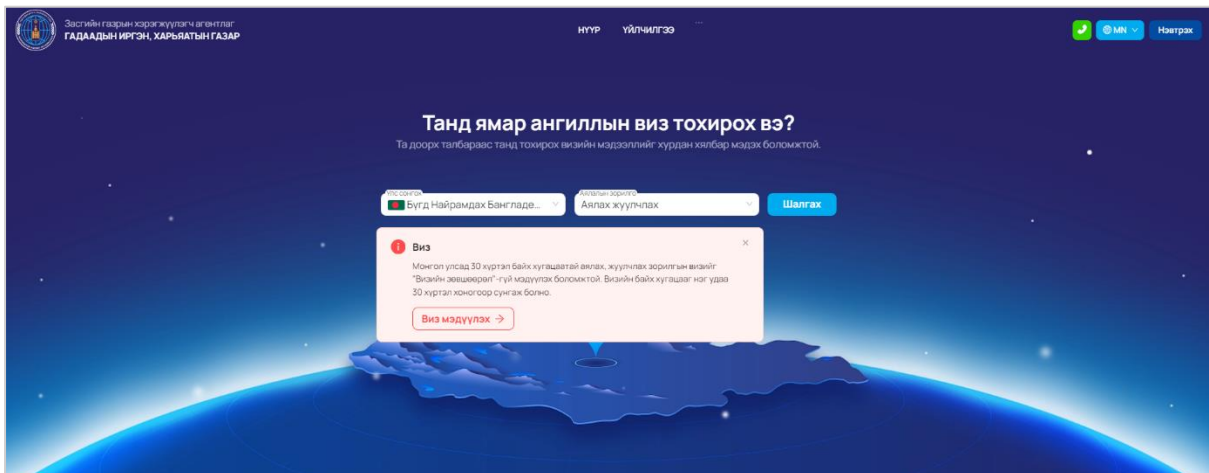 Засгийн газрын хэрэгжүүлэгч агентлаг
ГАДААДЫН ИРГЭН, ХАРЬЯАТЫН ГАЗАР
НҮҮР ҮЙЛЧИЛГЭЭ ...
MN Нэвтрэх
Танд ямар ангиллын виз тохирох вэ?
Та доорх талбараас танд тохирох визийн мэдээллийг хурдан хялбар мэдэх боломжтой.
Улс сонгох Аялалын зорилго
Бүгд Найрамдах Бангладе... Аялах жуулчлах Шалгах
Виз
Монгол улсад 30 хүртэл байх хугацаатай аялах, жуулчлах зорилгын визийг
"Визийн зөвшөөрөл"-гүй мэдүүлэх боломжтой. Визийн байх хугацааг нэг удаа
30 хүртэл хоногоор сунгаж болно.
Виз мэдүүлэх →